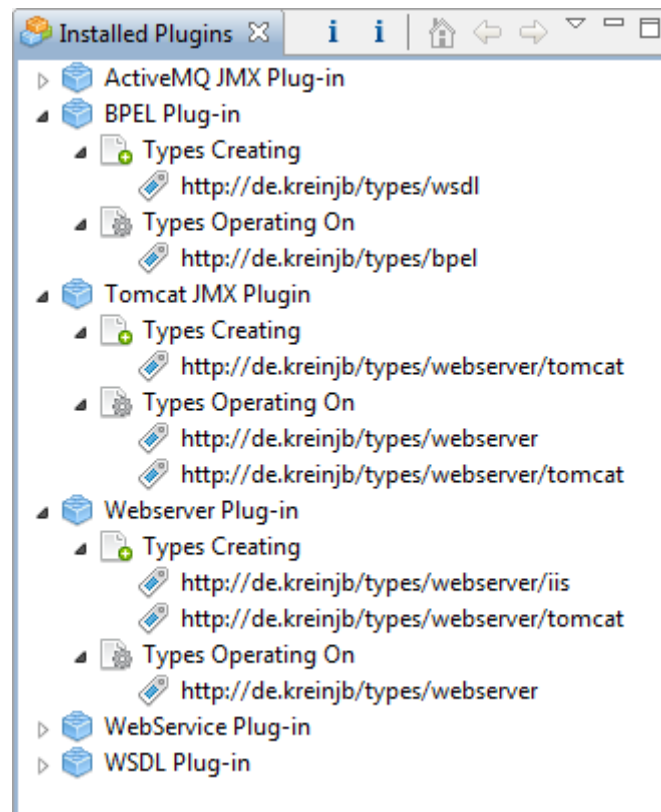 Installed Plugins
i i
ActiveMQ JMX Plug-in
BPEL Plug-in
Types Creating
http://de.kreinjb/types/wsdl
Types Operating On
http://de.kreinjb/types/bpel
Tomcat JMX Plugin
Types Creating
http://de.kreinjb/types/webserver/tomcat
Types Operating On
http://de.kreinjb/types/webserver
http://de.kreinjb/types/webserver/tomcat
Webserver Plug-in
Types Creating
http://de.kreinjb/types/webserver/iis
http://de.kreinjb/types/webserver/tomcat
Types Operating On
http://de.kreinjb/types/webserver
WebService Plug-in
WSDL Plug-in